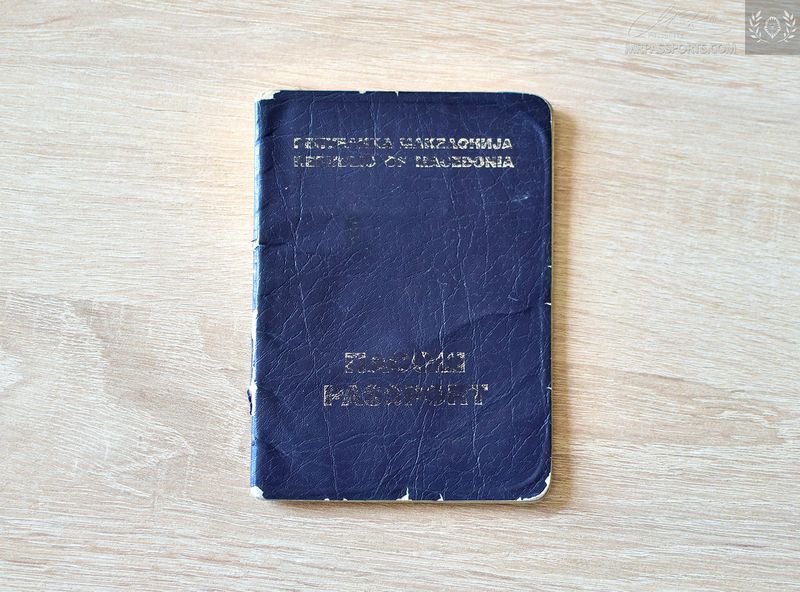 MRPASSPORTS.COM
РЕПУБЛИКА МАКЕДОНИЈА
REPUBLIC OF MACEDONIA
ПАСОШ
PASSPORT